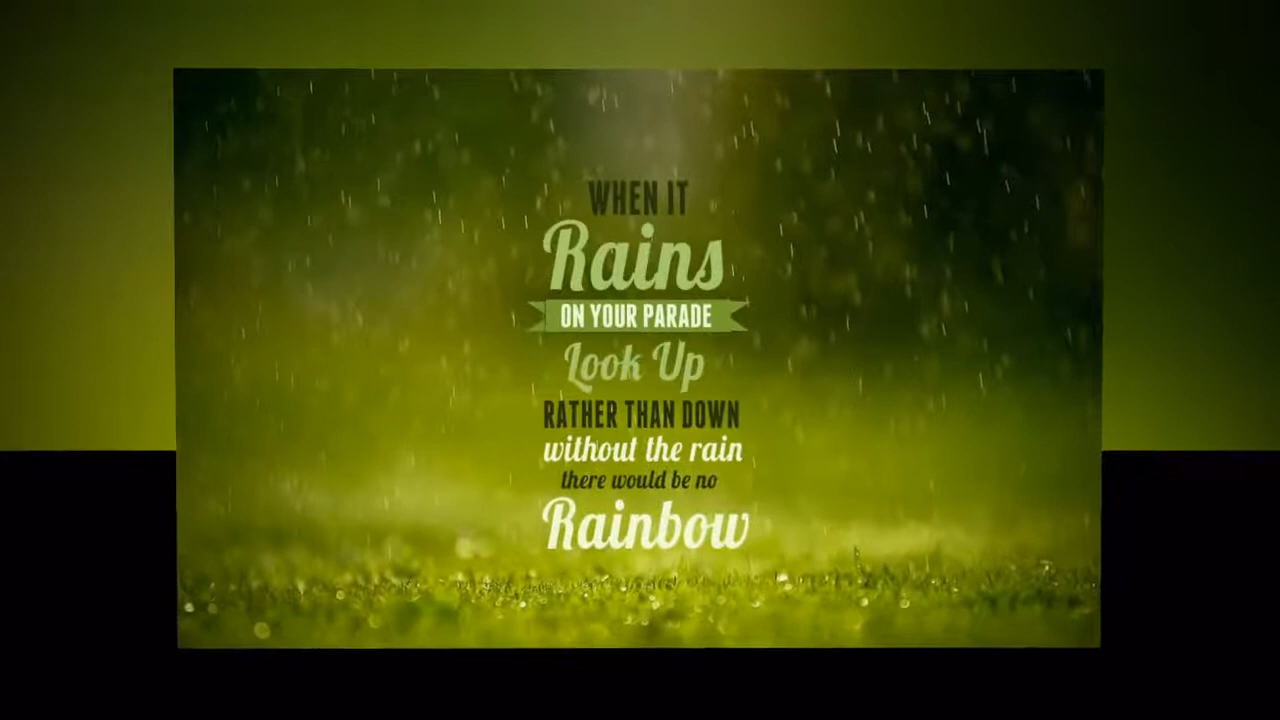 WHEN IT
Rains
ON YOUR PARADE
Look Up
RATHER THAN DOWN
without the rain
there would be no
Rainbow